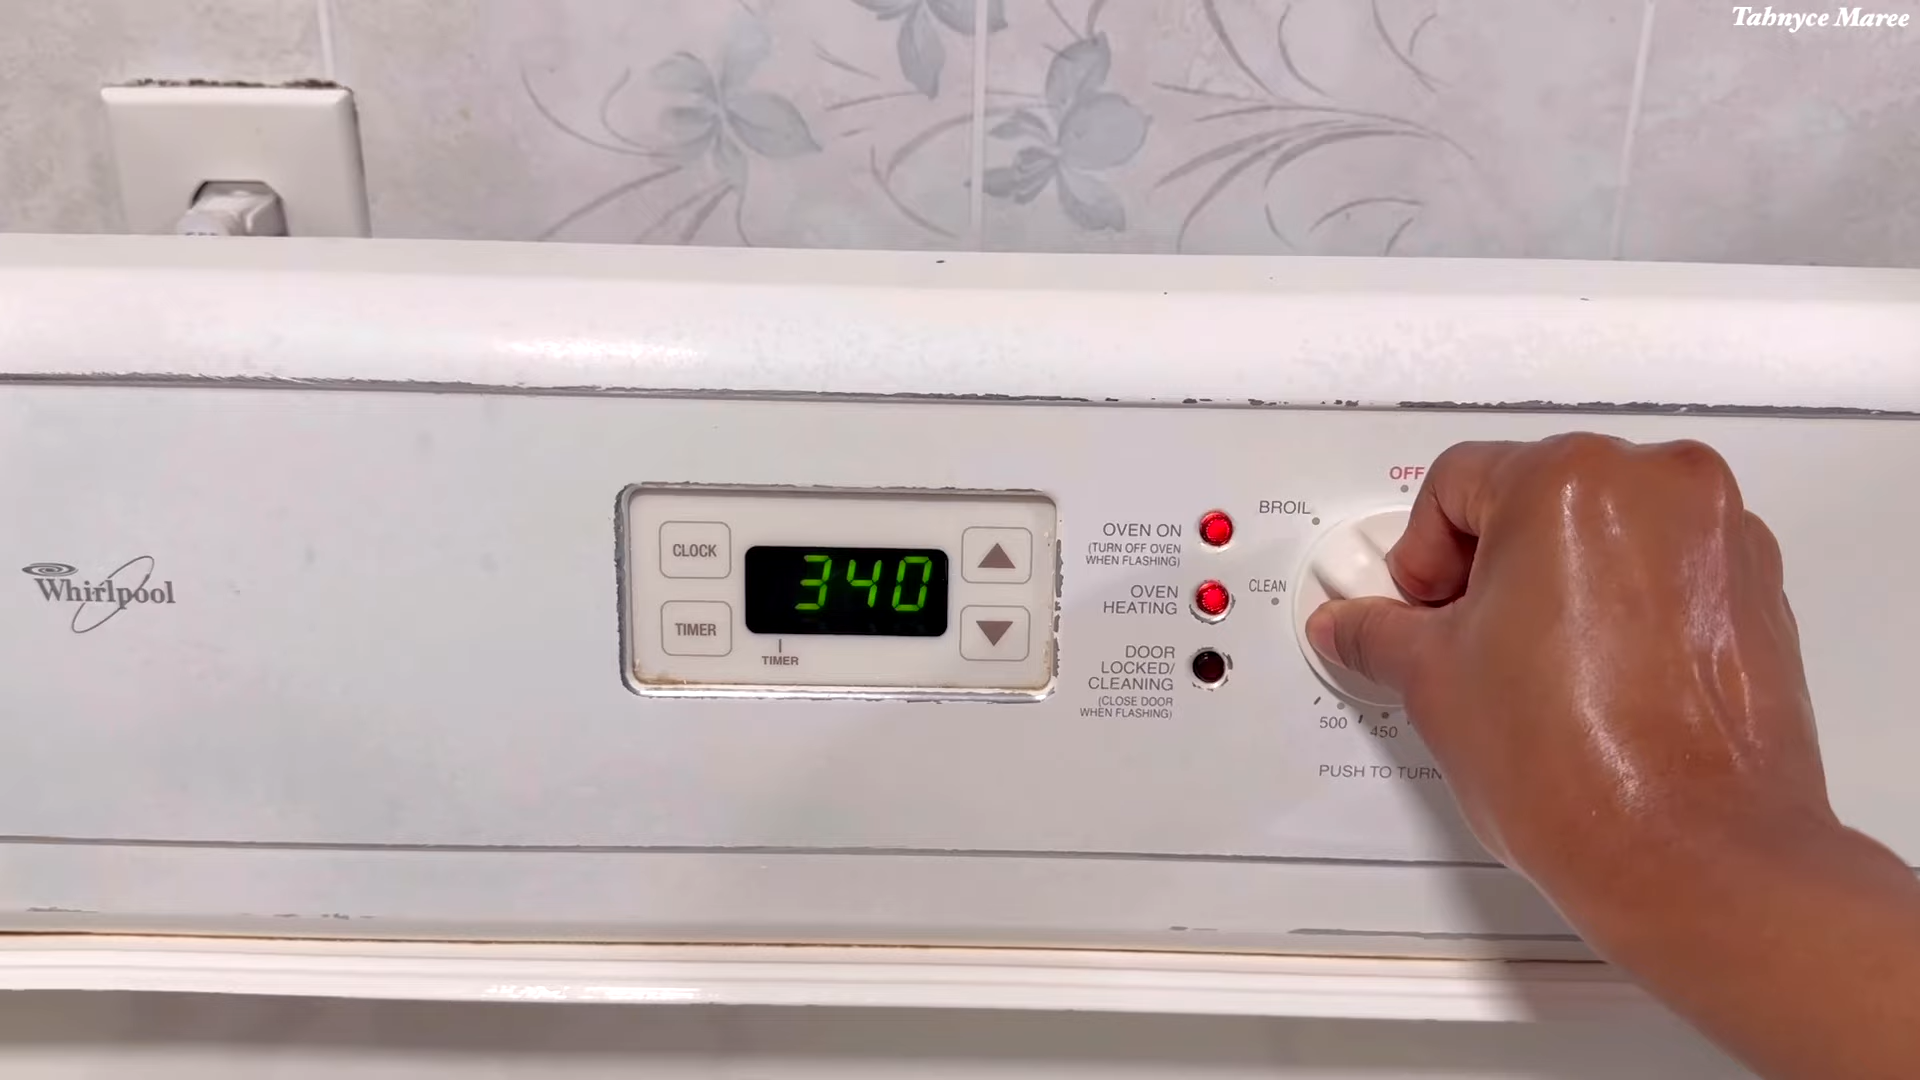 Tahnyce Maree
Whirlpool
CLOCK
TIMER
340
TIMER
OVEN ON
(TURN OFF OVEN
WHEN FLASHING)
OVEN
HEATING
DOOR
LOCKED/
CLEANING
(CLOSE DOOR
WHEN FLASHING)
OFF
BROIL
CLEAN
500
450
PUSH TO TURN